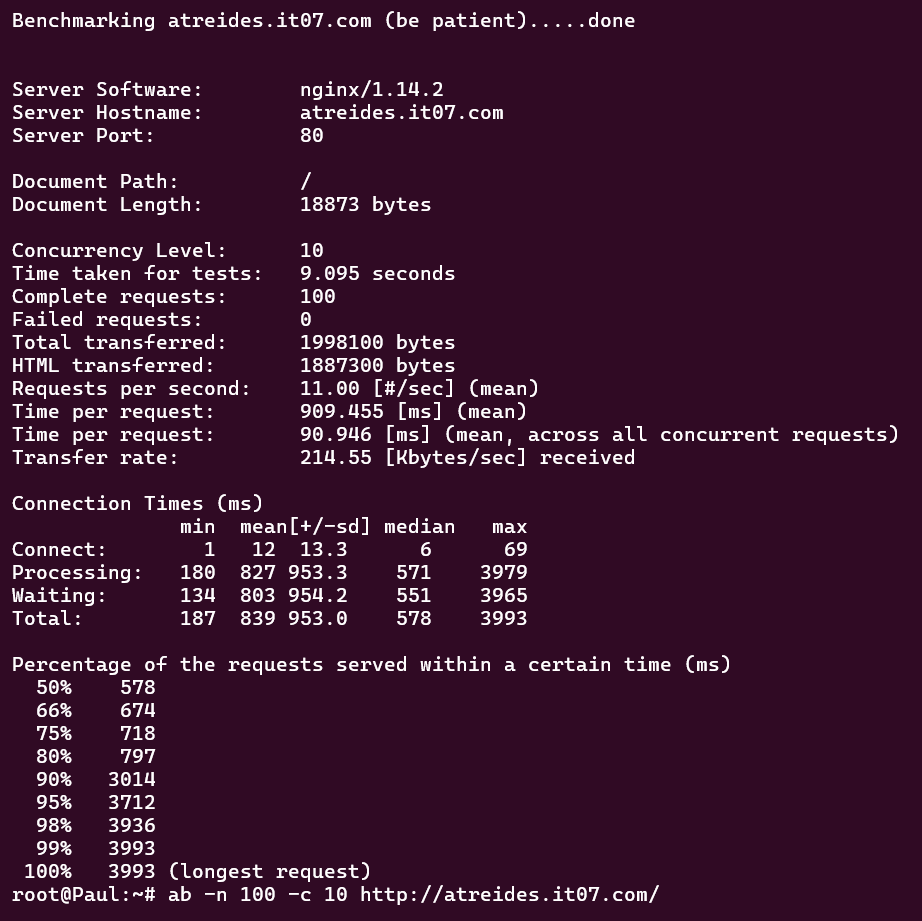 Benchmarking atreides.it07.com (be patient).....done
Server Software:        nginx/1.14.2
Server Hostname:        atreides.it07.com
Server Port:            80
Document Path:          /
Document Length:        18873 bytes
Concurrency Level:      10
Time taken for tests:   9.095 seconds
Complete requests:      100
Failed requests:        0
Total transferred:      1998100 bytes
HTML transferred:       1887300 bytes
Requests per second:    11.00 [#/sec] (mean)
Time per request:       909.455 [ms] (mean)
Time per request:       90.946 [ms] (mean, across all concurrent requests)
Transfer rate:          214.55 [Kbytes/sec] received
Connection Times (ms)
              min  mean[+/-sd] median   max
Connect:        1   12  13.3      6      69
Processing:   180  827 953.3    571    3979
Waiting:      134  803 954.2    551    3965
Total:        187  839 953.0    578    3993
Percentage of the requests served within a certain time (ms)
  50%    578
  66%    674
  75%    718
  80%    797
  90%   3014
  95%   3712
  98%   3936
  99%   3993
 100%   3993 (longest request)
root@Paul:~# ab -n 100 -c 10 http://atreides.it07.com/